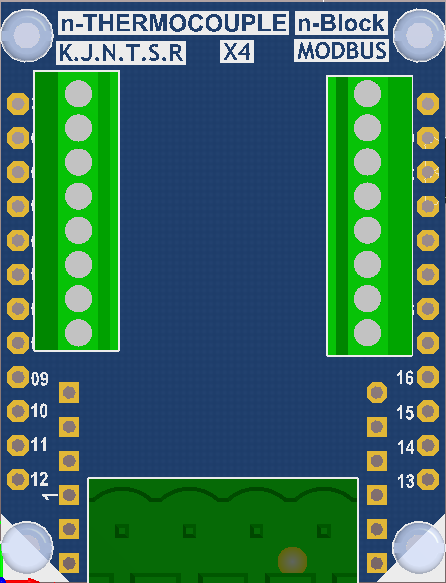 n-THERMOCOUPLE n-Block
K.J.N.T.S.R X4 MODBUS
09 16
10 15
11 14
12 13
1